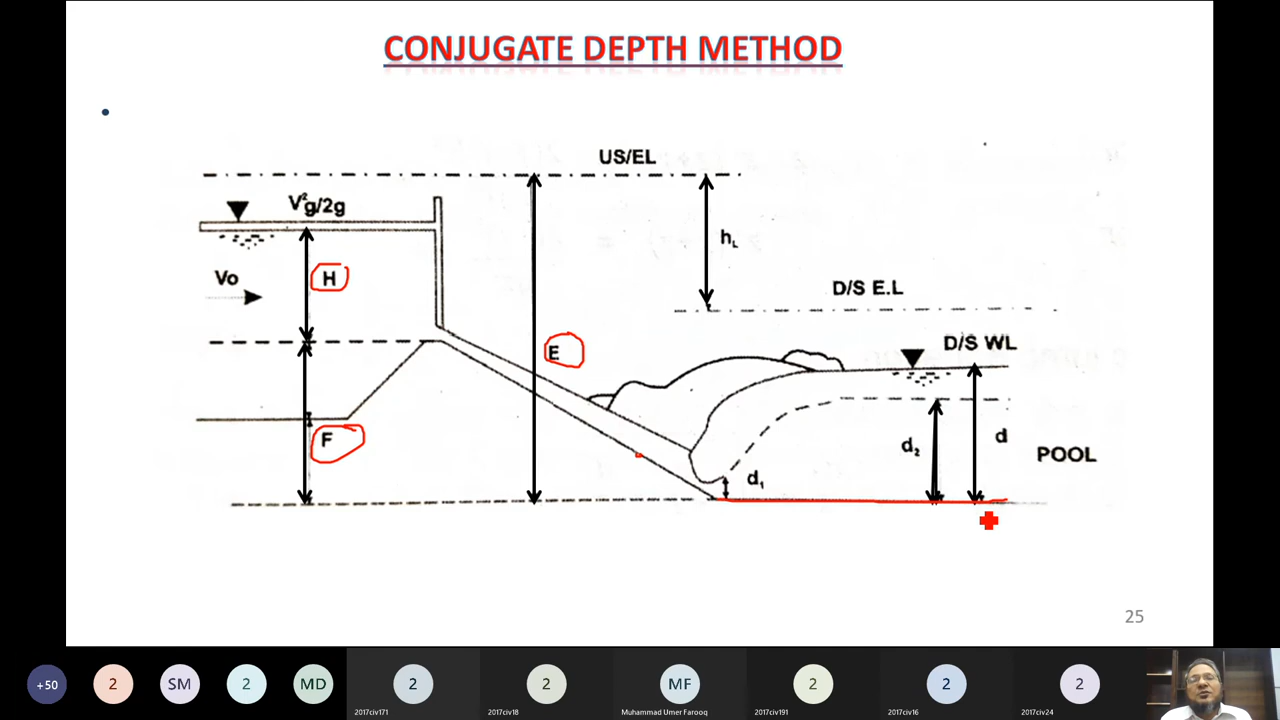 CONJUGATE DEPTH METHOD
•
US/EL
V²g/2g
hL
Vo
H
D/S E.L
D/S WL
E
F
d₂
d
POOL
d₁
25
+50
2
SM
2
MD
2
2
MF
2
2
2
2017civ171
2017civ18
Muhammad Umer Farooq
2017civ191
2017civ16
2017civ24